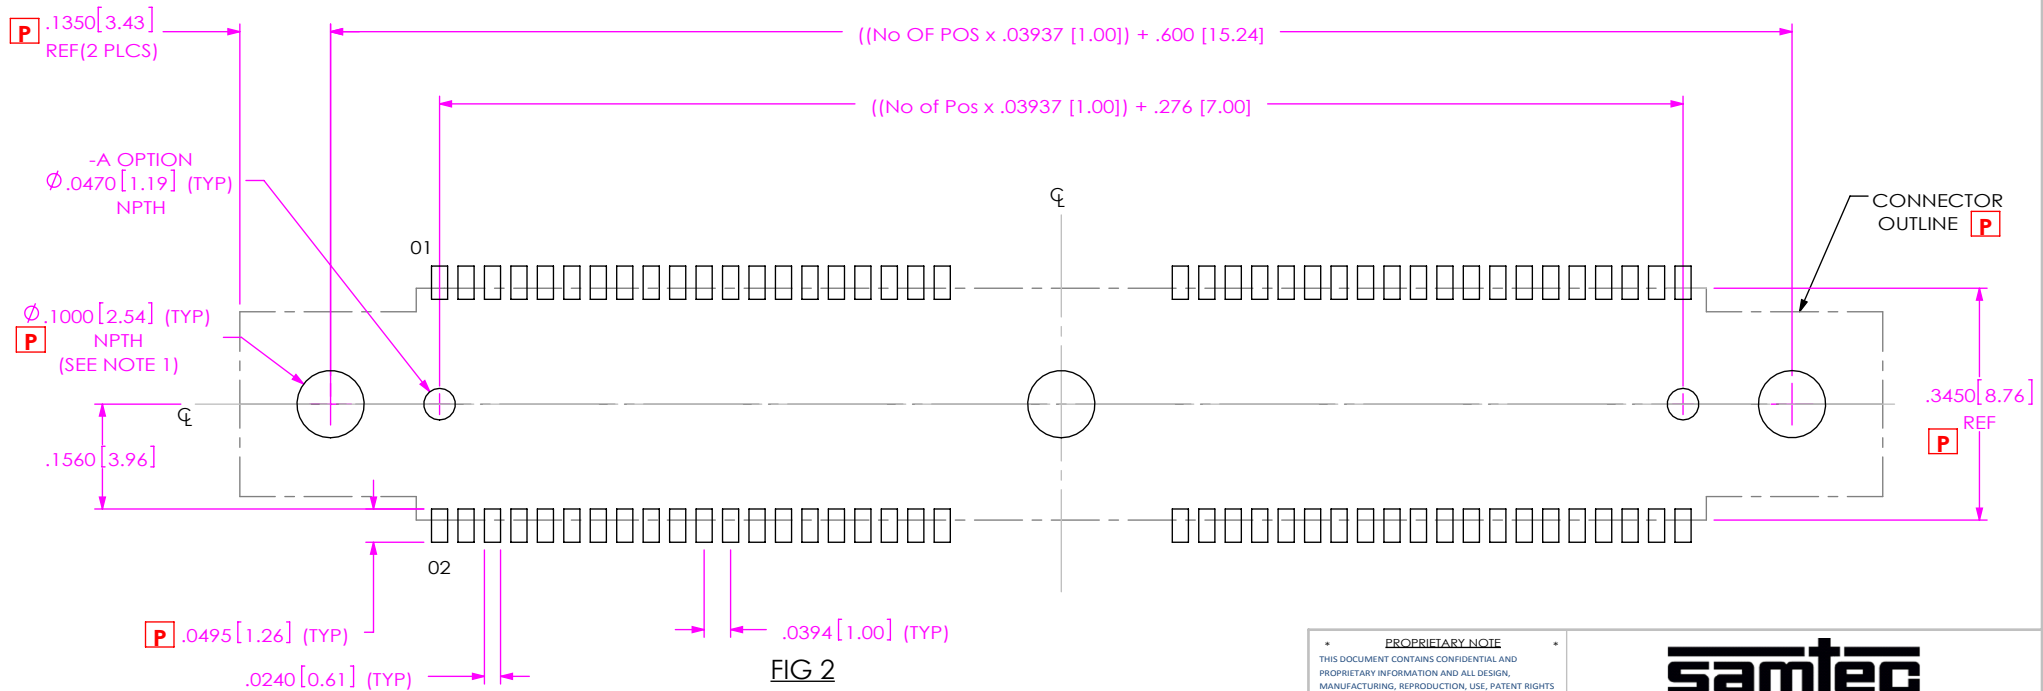 P .1350[3.43]
REF(2 PLCS)
((No OF POS x .03937 [1.00]) + .600 [15.24]
((No of Pos x .03937 [1.00]) + .276 [7.00]
-A OPTION
Ø.0470[1.19] (TYP)
NPTH
℄
CONNECTOR
OUTLINE P
01
Ø.1000[2.54] (TYP)
P NPTH
(SEE NOTE 1)
℄
.3450[8.76]
REF
P
.1560[3.96]
02
P .0495[1.26] (TYP)
.0394[1.00] (TYP)
.0240[0.61] (TYP)
FIG 2
* PROPRIETARY NOTE *
THIS DOCUMENT CONTAINS CONFIDENTIAL AND
PROPRIETARY INFORMATION AND ALL DESIGN,
MANUFACTURING, REPRODUCTION, USE, PATENT RIGHTS
samtec